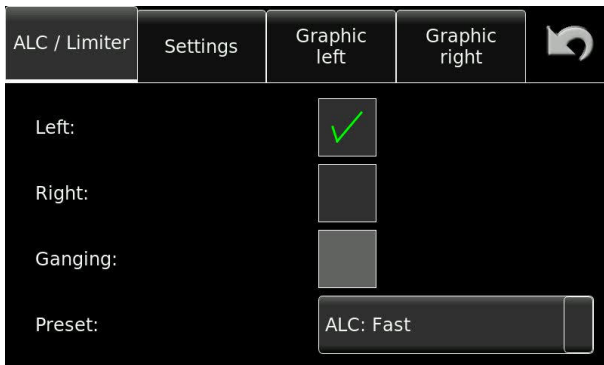 ALC / Limiter
Settings
Graphic
left
Graphic
right
Left:
Right:
Ganging:
Preset:
ALC: Fast